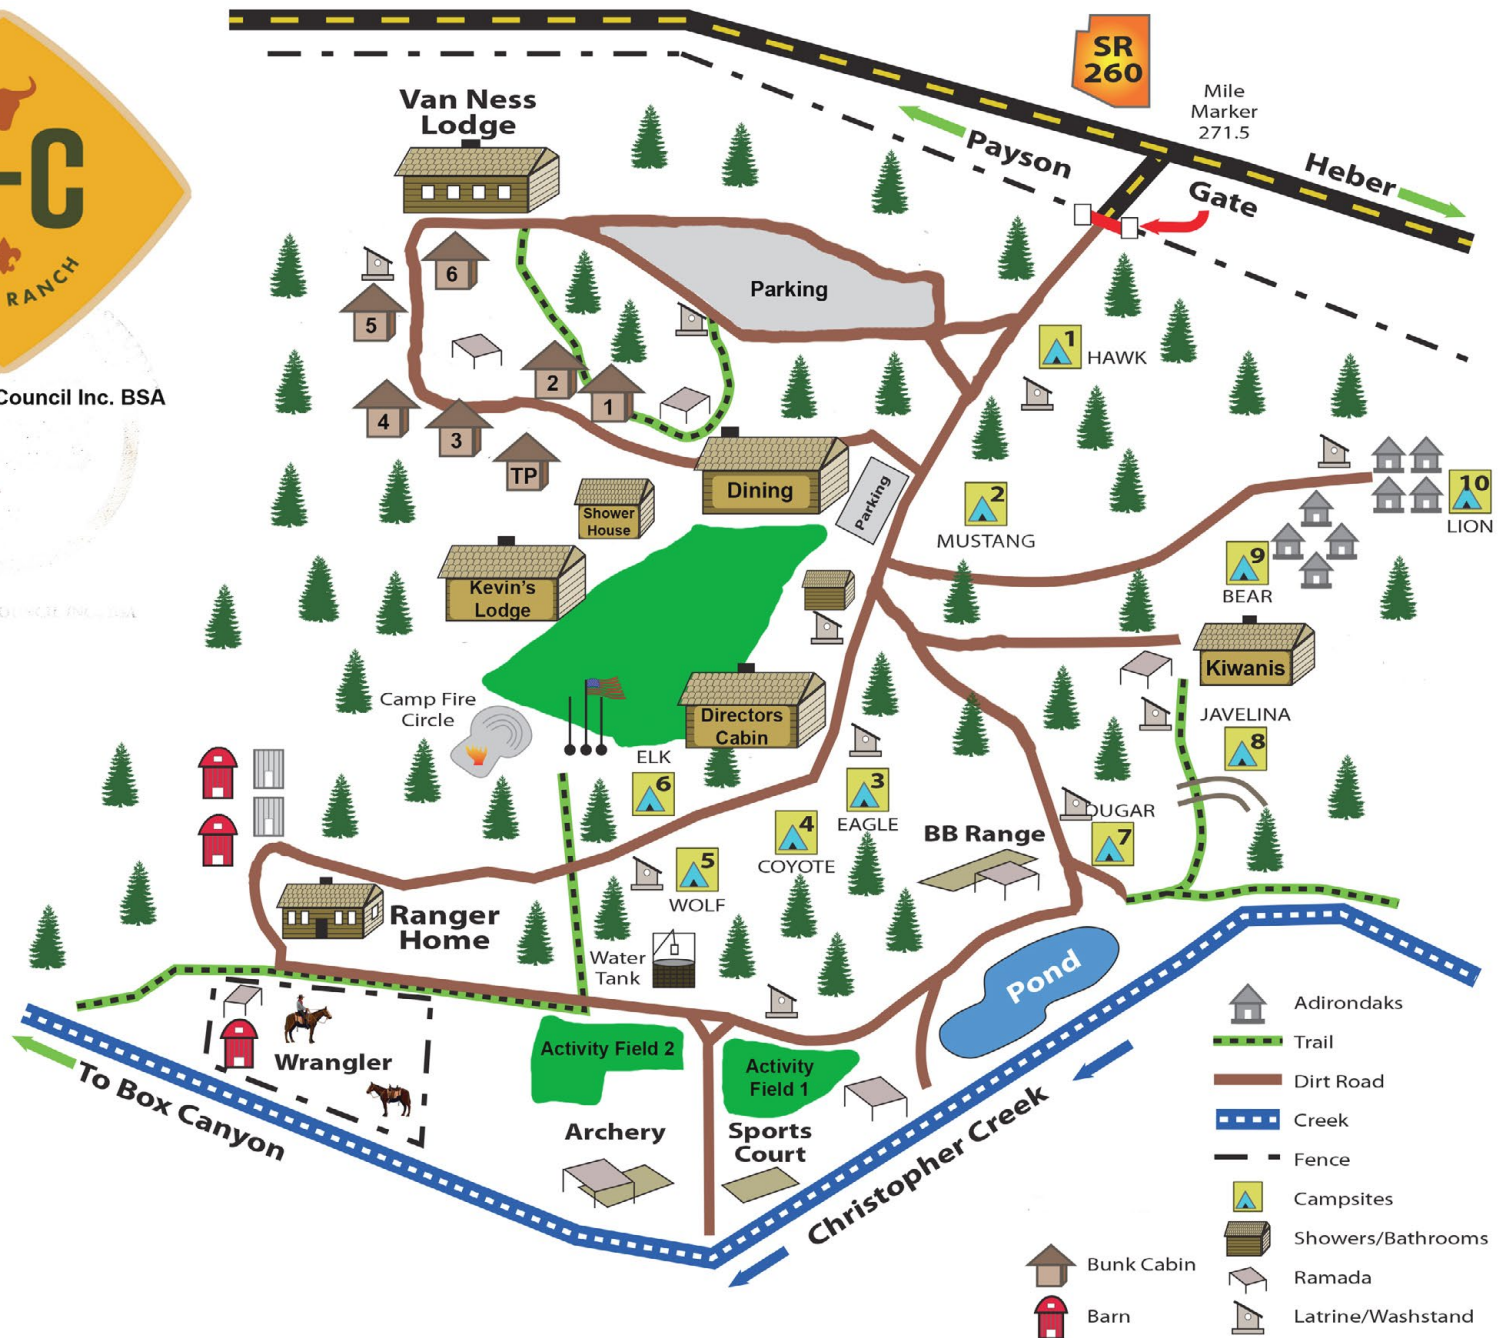 SR
260
Mile
Marker
271.5
Payson
Heber
Gate
Van Ness
Lodge
-C
RANCH
Council Inc. BSA
Parking
6
5
4
3
2
1
TP
1
HAWK
Dining
Parking
Shower
House
2
MUSTANG
10
LION
9
BEAR
Kevin's
Lodge
Kiwanis
Camp Fire
Circle
Directors
Cabin
JAVELINA
8
ELK
6
3
EAGLE
4
COYOTE
5
WOLF
BB Range
OUGAR
7
Ranger
Home
Water
Tank
Pond
Wrangler
To Box Canyon
Activity Field 2
Activity
Field 1
Archery
Sports
Court
Christopher Creek
Adirondaks
Trail
Dirt Road
Creek
Fence
Campsites
Showers/Bathrooms
Ramada
Latrine/Washstand
Bunk Cabin
Barn